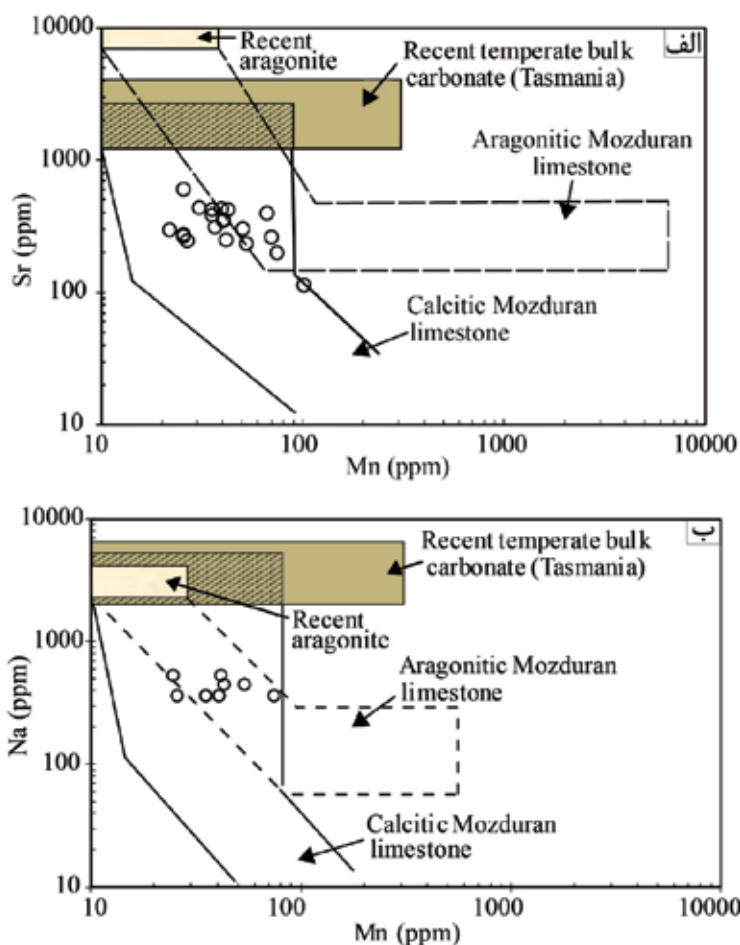 الف
10000
1000
100
10
Sr (ppm)
Recent
aragonite
Recent temperate bulk
carbonate (Tasmania)
Aragonitic Mozduran
limestone
Calcitic Mozduran
limestone
10
100
1000
10000
Mn (ppm)
ب
10000
1000
100
10
Na (ppm)
Recent temperate bulk
carbonate (Tasmania)
Recent
aragonite
Aragonitic Mozduran
limestone
Calcitic Mozduran
limestone
10
100
1000
10000
Mn (ppm)